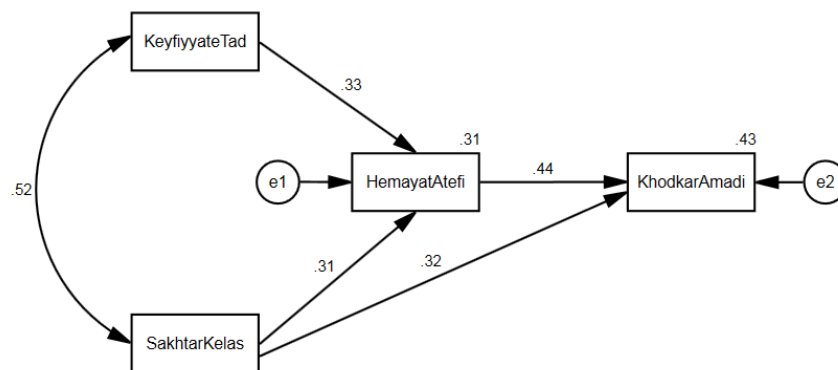 KeyfiyyateTad
.33
.31
.43
e1
HemayatAtefi
.44
KhodkarAmadi
e2
.52
.31
.32
SakhtarKelas